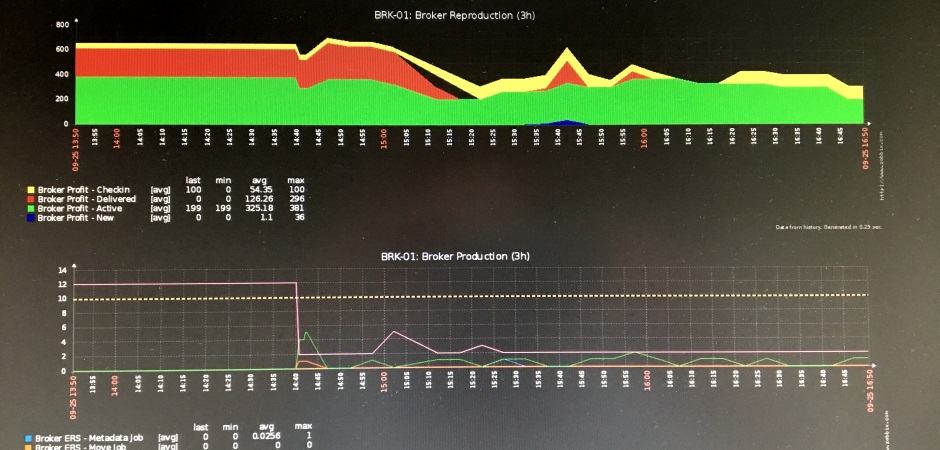 BRK-01: Broker Reproduction (3h)
800
600
400
200
0
09-25 13:50 13:55 14:00 14:05 14:10 14:15 14:20 14:25 14:30 14:35 14:40 14:45 14:50 14:55 15:00 15:05 15:10 15:15 15:20 15:25 15:30 15:35 15:40 15:45 15:50 15:55 16:00 16:05 16:10 16:15 16:20 16:25 16:30 16:35 16:40 16:45 09-25 16:50
last min avg max
Broker Profit - Checkin [avg] 100 0 54.35 100
Broker Profit - Delivered [avg] 0 0 126.26 296
Broker Profit - Active [avg] 199 199 325.18 381
Broker Profit - New [avg] 0 0 1.1 36
http://www.zabbix.com
Data from history. Generated in 0.25 sec.
BRK-01: Broker Production (3h)
14
12
10
8
6
4
2
0
09-25 13:50 13:55 14:00 14:05 14:10 14:15 14:20 14:25 14:30 14:35 14:40 14:45 14:50 14:55 15:00 15:05 15:10 15:15 15:20 15:25 15:30 15:35 15:40 15:45 15:50 15:55 16:00 16:05 16:10 16:15 16:20 16:25 16:30 16:35 16:40 16:45 09-25 16:50
last min avg max
Broker ERS - Metadata Job [avg] 0 0 0.0256 1
Broker ERS - Move Job [avg] 0 0 0 0